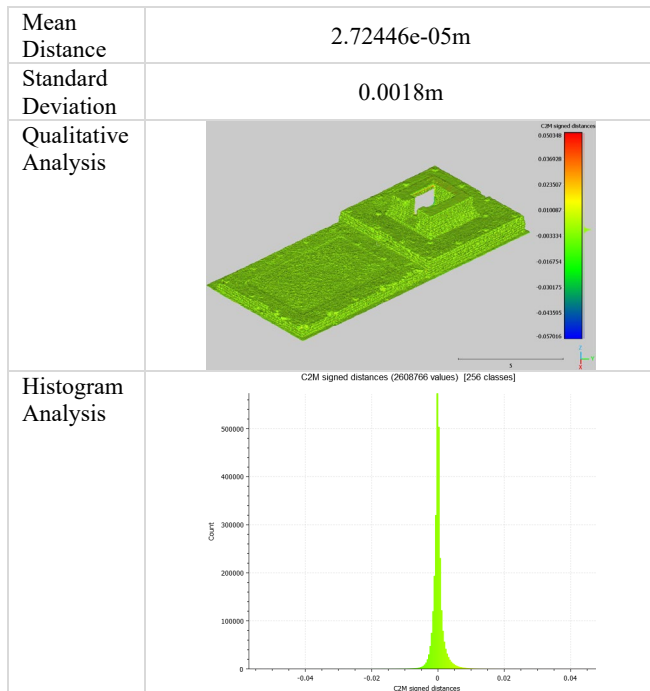 Mean
Distance
2.72446e-05m
Standard
Deviation
0.0018m
Qualitative
Analysis
C2M signed distances
0.050348
0.036928
0.023507
0.010087
-0.003334
-0.016754
-0.030175
-0.043595
-0.057016
Z
Y
X
5
Histogram
Analysis
C2M signed distances (2608766 values) [256 classes]
500000
400000
300000
200000
100000
0
Count
-0.04
-0.02
0
0.02
0.04
C2M signed distances